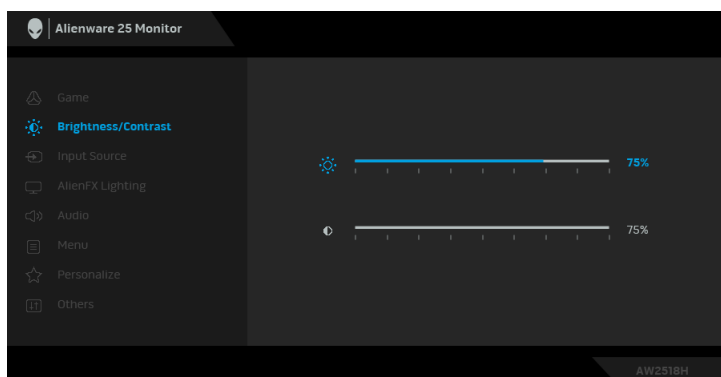 Alienware 25 Monitor
Game
Brightness/Contrast
Input Source
AlienFX Lighting
Audio
Menu
Personalize
Others
75%
75%
AW2518H